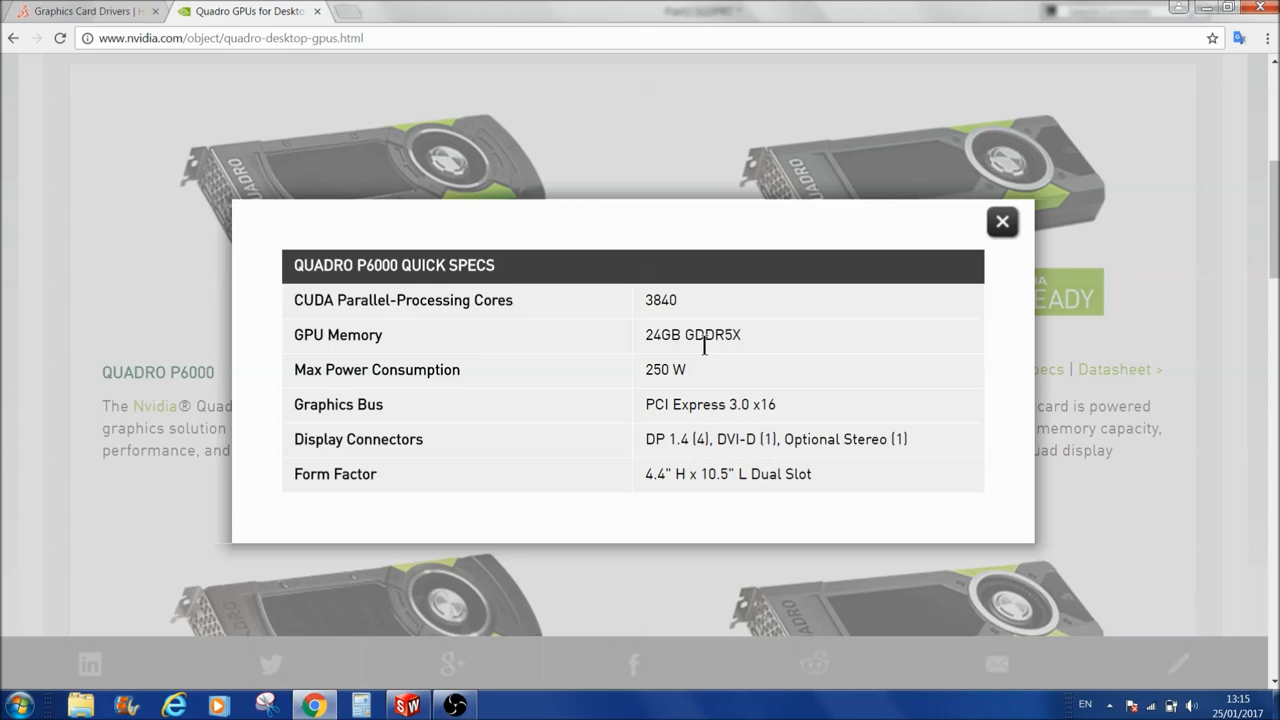 Graphics Card Drivers | H
Quadro GPUs for Deskto
www.nvidia.com/object/quadro-desktop-gpus.html
QUADRO
QUADRO P6000 QUICK SPECS
CUDA Parallel-Processing Cores 3840
GPU Memory 24GB GDDR5X
Max Power Consumption 250 W
Graphics Bus PCI Express 3.0 x16
Display Connectors DP 1.4 (4), DVI-D (1), Optional Stereo (1)
Form Factor 4.4" H x 10.5" L Dual Slot
EADY
QUADRO P6000
ecs | Datasheet >
The Nvidia® Quad
card is powered
graphics solution
memory capacity,
performance, and
uad display
EN
13:15
25/01/2017